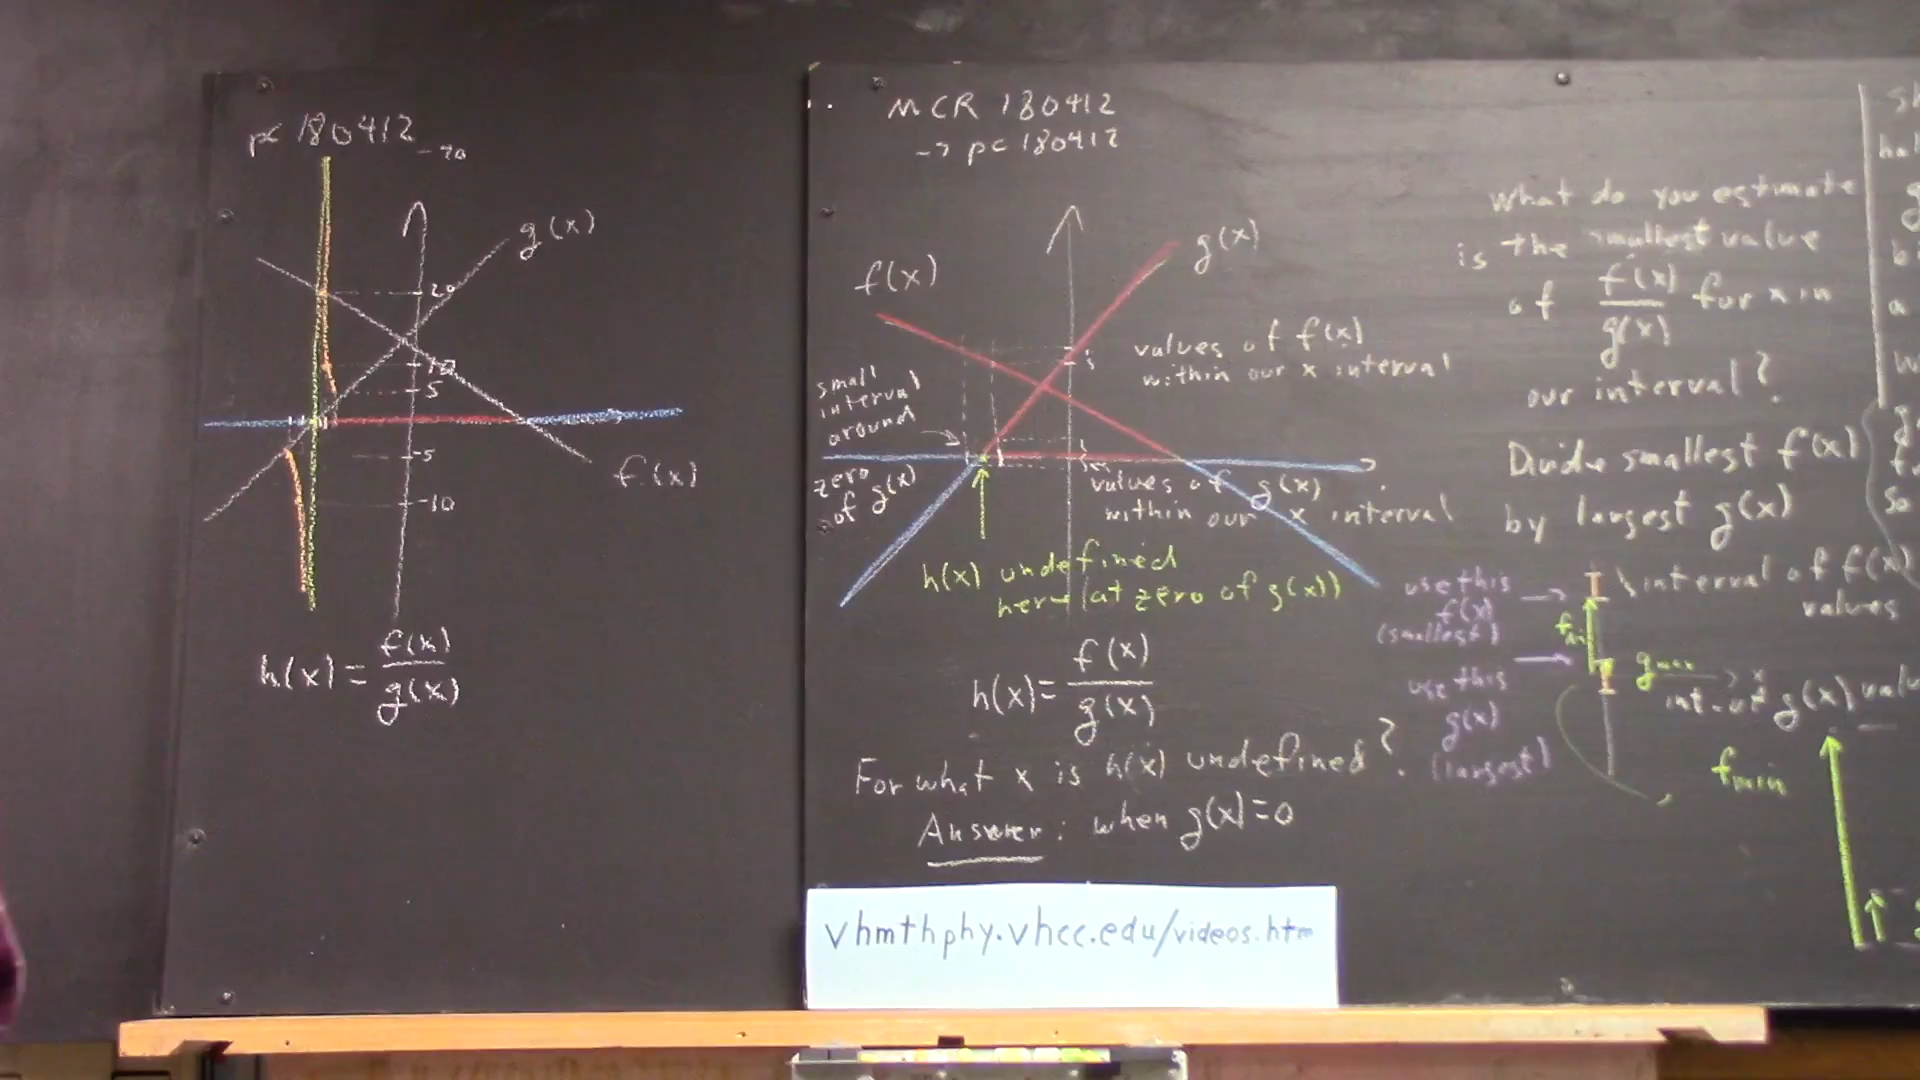 pc 180412
g(x)
20
10
5
-5
-10
f(x)
h(x) = f(x)
g(x)
MCR 180412
-> pc 180412
f(x)
g(x)
values of f(x)
within our x interval
small
interval
around
zero
of g(x)
values of g(x)
within our x interval
h(x) undefined
here (at zero of g(x))
h(x) = f(x)
g(x)
For what x is h(x) undefined?
Answer: when g(x)=0
vhmthphy.vhcc.edu/videos.htm
What do you estimate
is the smallest value
of f(x) for x in
g(x)
our interval?
Divide smallest f(x)
by largest g(x)
use this
f(x)
(smallest)
interval of f(x)
values
use this
g(x)
(largest)
int. of g(x)
fmin